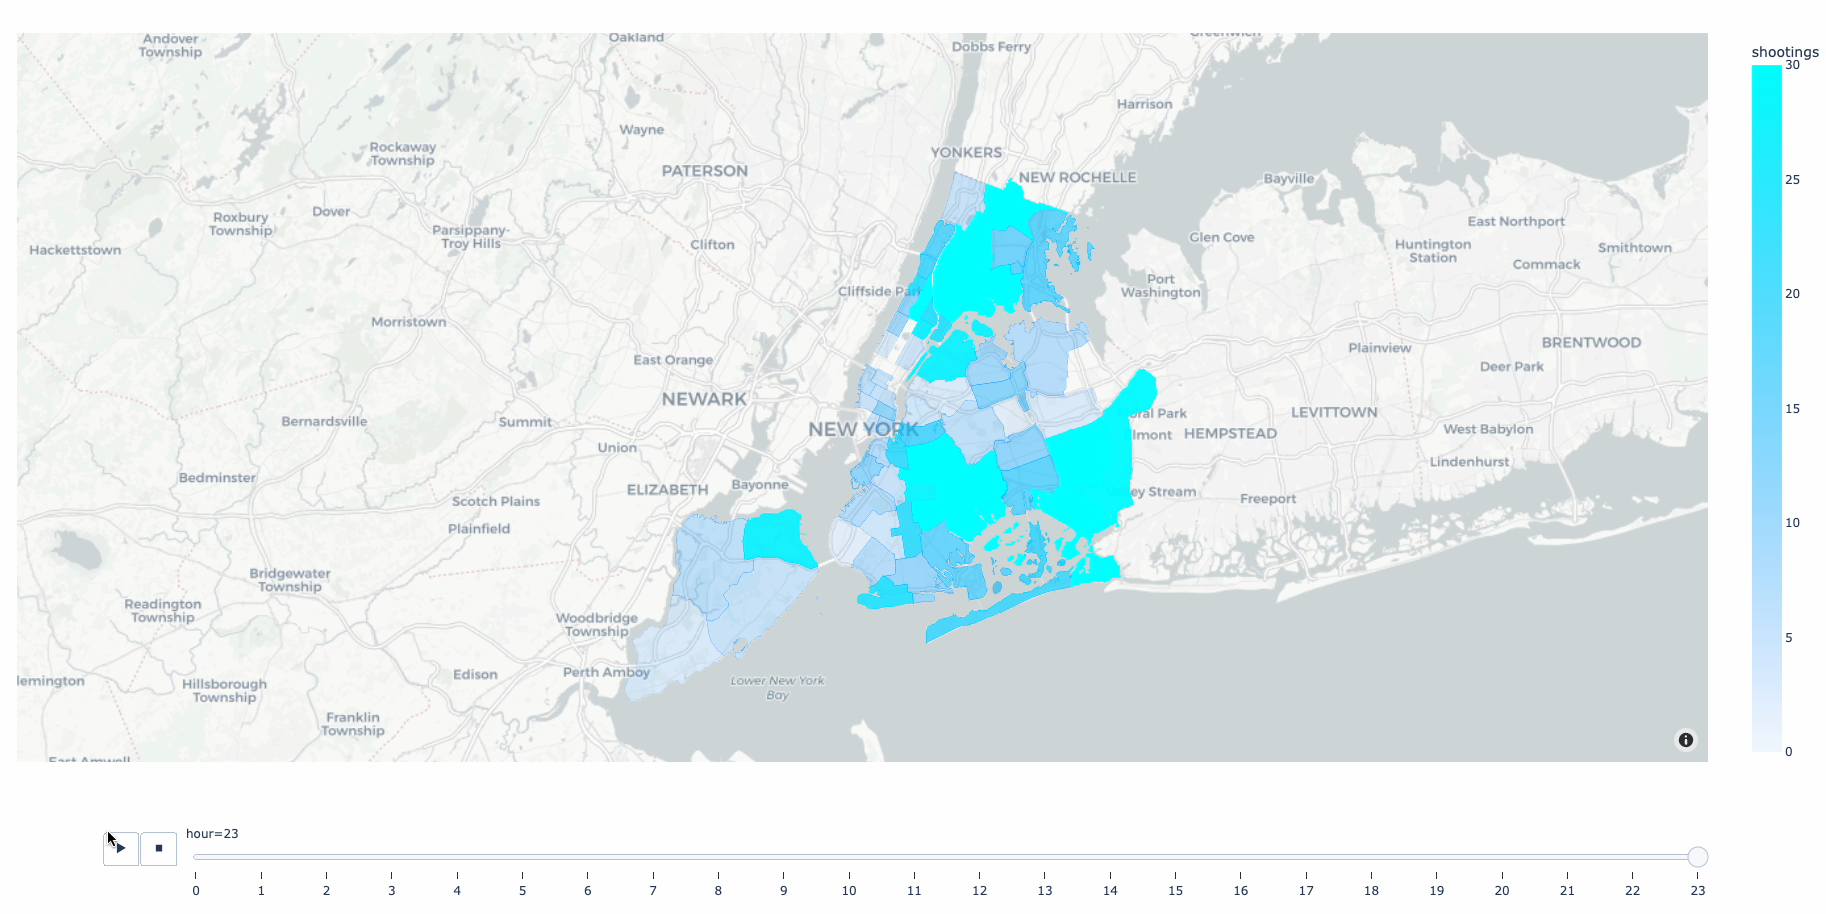 Andover
Township
Oakland
Dobbs Ferry
shootings
30
Harrison
Wayne
Rockaway
Township
YONKERS
PATERSON
NEW ROCHELLE
25
Bayville
Roxbury
Township
Dover
Parsippany-
Troy Hills
East Northport
Hackettstown
Clifton
Glen Cove
Huntington
Station
Smithtown
Commack
Port
Washington
Cliffside
20
Morristown
Plainview
BRENTWOOD
East Orange
Deer Park
NEWARK
15
Bernardsville
Summit
Park
LEVITTOWN
NEW YORK
HEMPSTEAD
West Babylon
Union
Lindenhurst
Bedminster
ELIZABETH
Bayonne
Stream
Freeport
Scotch Plains
Plainfield
10
Bridgewater
Township
Readington
Township
Woodbridge
Township
5
Edison
Perth Amboy
Hillsborough
Township
Lower New York
Bay
Franklin
Township
0
hour=23
0 1 2 3 4 5 6 7 8 9 10 11 12 13 14 15 16 17 18 19 20 21 22 23